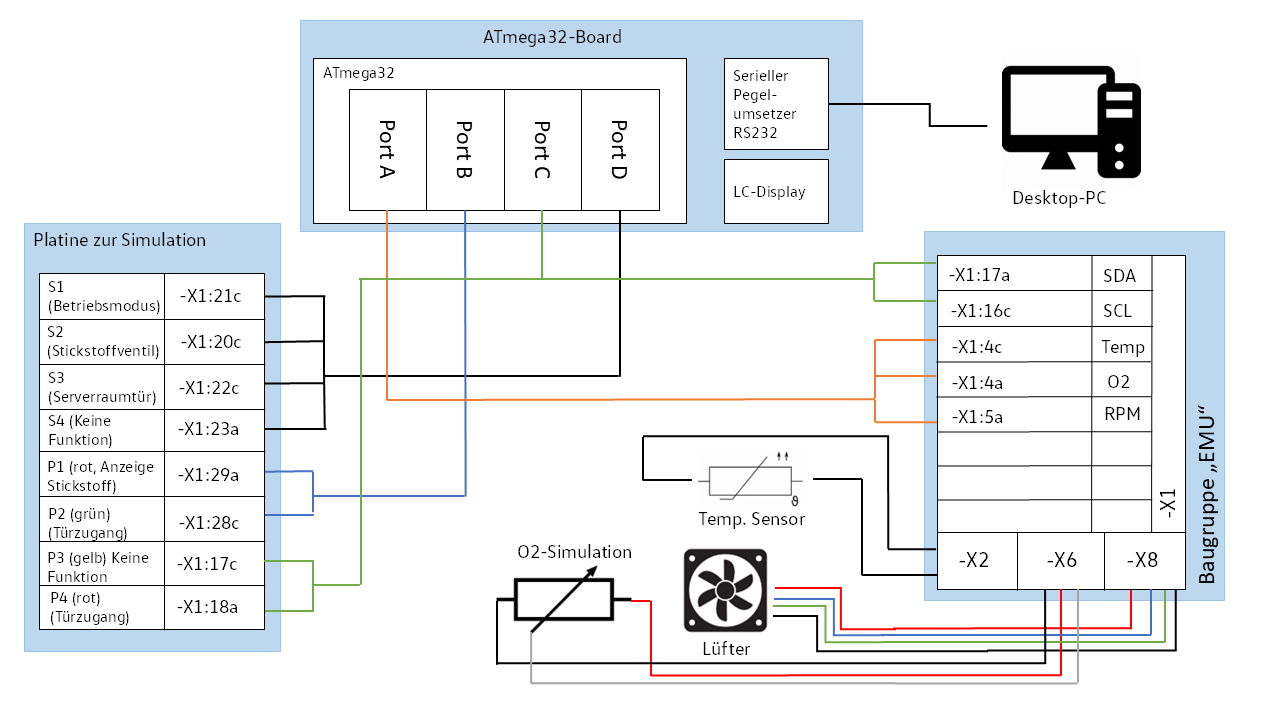 ATmega32-Board
ATmega32
Port A
Port B
Port C
Port D
Serieller
Pegel-
umsetzer
RS232
LC-Display
Desktop-PC
Platine zur Simulation
S1
(Betriebsmodus)
-X1:21c
S2
(Stickstoffventil)
-X1:20c
S3
(Serverraumtür)
-X1:22c
S4 (Keine
Funktion)
-X1:23a
P1 (rot, Anzeige
Stickstoff)
-X1:29a
P2 (grün)
(Türzugang)
-X1:28c
P3 (gelb) Keine
Funktion
-X1:17c
P4 (rot)
(Türzugang)
-X1:18a
-X1:17a
SDA
-X1:16c
SCL
-X1:4c
Temp
-X1:4a
O2
-X1:5a
RPM
-X1
Baugruppe „EMU“
-X2
-X6
-X8
ϑ
Temp. Sensor
O2-Simulation
Lüfter